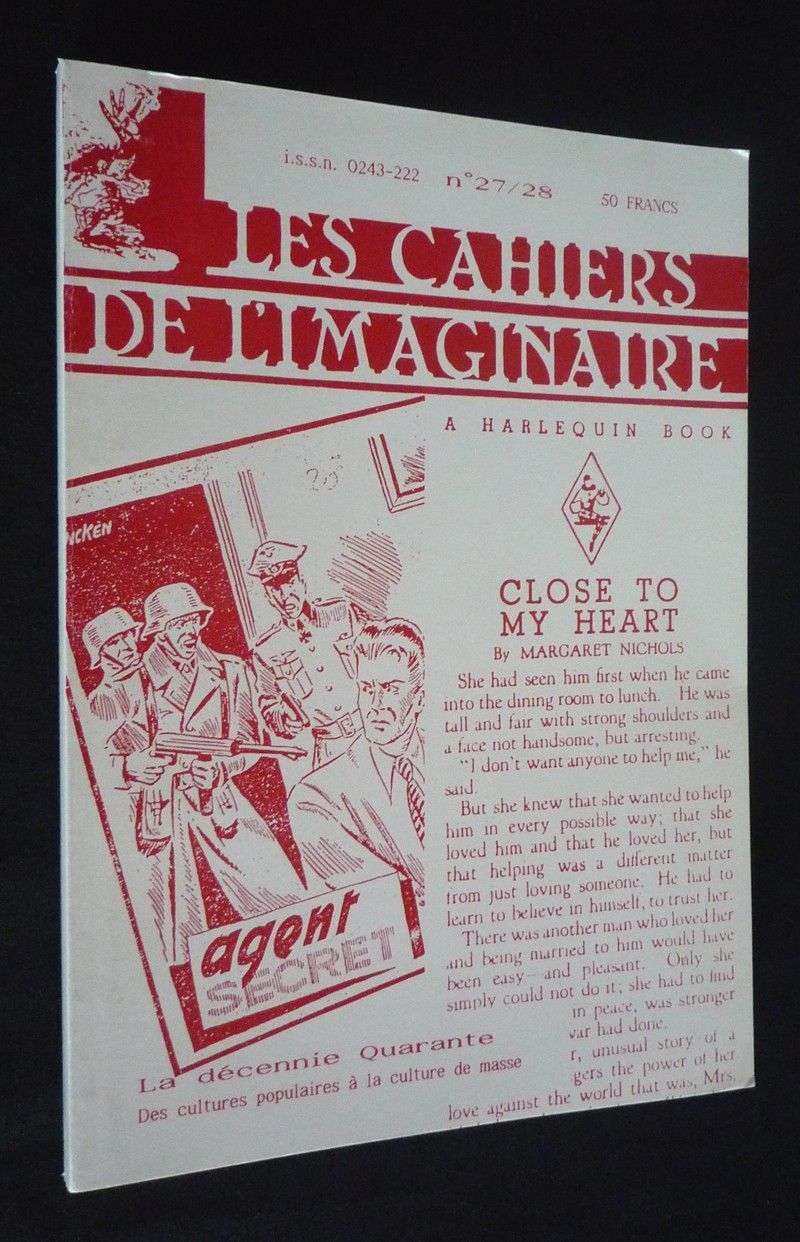 i.s.s.n. 0243-222 n°27/28 50 FRANCS
LES CAHIERS
DE L'IMAGINAIRE
NCKEN
agent
SECRET
A HARLEQUIN BOOK
CLOSE TO
MY HEART
By MARGARET NICHOLS
She had seen him first when he came
into the dining room to lunch. He was
tall and fair with strong shoulders and
a face not handsome, but arresting.
"I don't want anyone to help me," he
said.
But she knew that she wanted to help
him in every possible way; that she
loved him and that he loved her, but
that helping was a different matter
from just loving someone. He had to
learn to believe in himself, to trust her.
There was another man who loved her
and being married to him would have
been easy—and pleasant. Only she
simply could not do it; she had to find
in peace, was stronger
var had done.
r, unusual story of a
gers the power of her
love against the world that was, Mrs.
La décennie Quarante
Des cultures populaires à la culture de masse